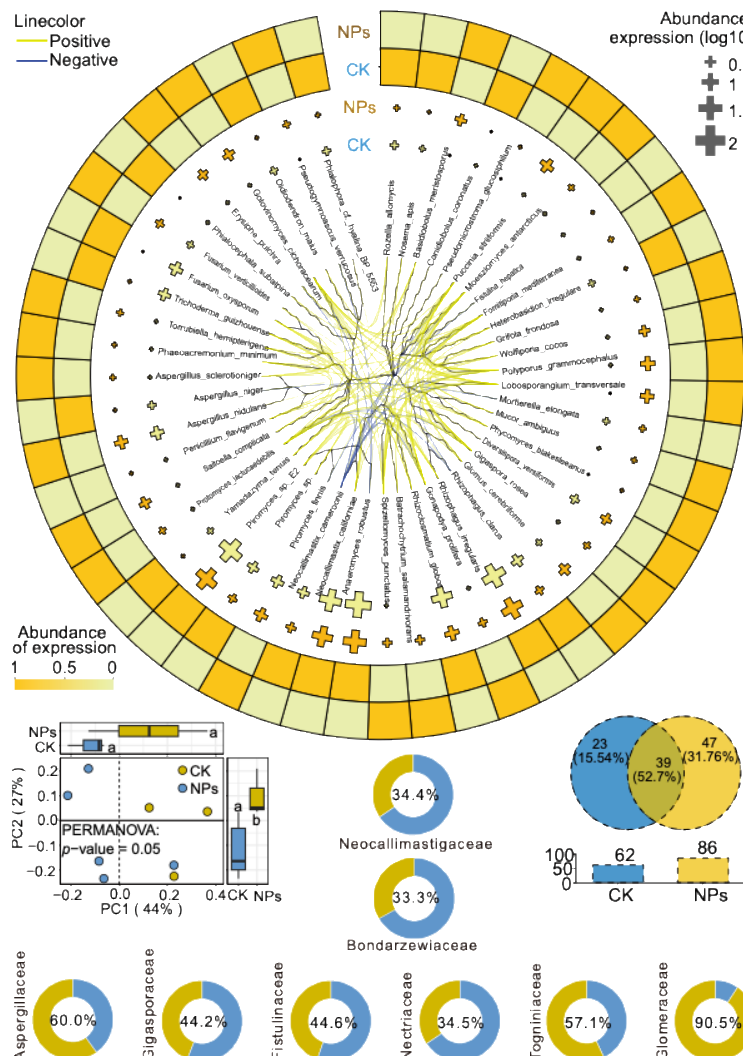 Linecolor
Positive
Negative
NPs
CK
NPs
CK
Abundance
expression (log10
0.
1
1.
2
Rozella_allomycis
Nosema_apis
Basidiobolus_meristosporus
Conidiobolus_coronatus
Pseudomicrostroma_glucosiphilum
Puccinia_striiformis
Moesziomyces_antarcticus
Fistulina_hepatica
Fomitiporia_mediterranea
Heterobasidion_irregulare
Grifola_frondosa
Wolfiporia_cocos
Polyporus_grammocephalus
Lobosporangium_transversale
Mortierella_elongata
Mucor_ambiguus
Phycomyces_blakesleeanus
Diversispora_versiformis
Gigaspora_rosea
Glomus_cerebriforme
Rhizophagus_clarus
Rhizophagus_irregularis
Gonapodya_prolifera
Rhizoclosmatium_globos
Batrachochytrium_salamandrivorans
Spizellomyces_punctatus
Anaeromyces_robustus
Neocallimastix_californiae
Neocallimastix_cameroonii
Piromyces_finnis
Piromyces_sp.
Piromyces_sp._E2
Yamadazyma_tenuis
Protomyces_lactucaedebilis
Saitoella_complicata
Penicillium_flavigenum
Aspergillus_nidulans
Aspergillus_niger
Aspergillus_sclerotioniger
Phaeoacremonium_minimum
Torrubiella_hemipterigena
Trichoderma_guizhouense
Fusarium_oxysporum
Fusarium_verticillioides
Phialocephala_subalpina
Erysiphe_pulchra
Golovinomyces_cichoracearum
Oidiodendron_maius
Pseudogymnoascus_verrucosus
Phialophora_cf._hyalina_BP_5553
Abundance
of expression
1 0.5 0
NPs
CK
a
a
0.2
0.1
0.0
−0.1
−0.2
PC2 ( 27% )
CK
NPs
PERMANOVA:
p-value = 0.05
−0.2 0.0 0.2 0.4
PC1 ( 44% )
a
b
CK NPs
34.4%
Neocallimastigaceae
33.3%
Bondarzewiaceae
23
(15.54%)
39
(52.7%)
47
(31.76%)
100
50
0
62
86
CK
NPs
Aspergillaceae
60.0%
Gigasporaceae
44.2%
Fistulinaceae
44.6%
Nectriaceae
34.5%
Togniniaceae
57.1%
Glomeraceae
90.5%